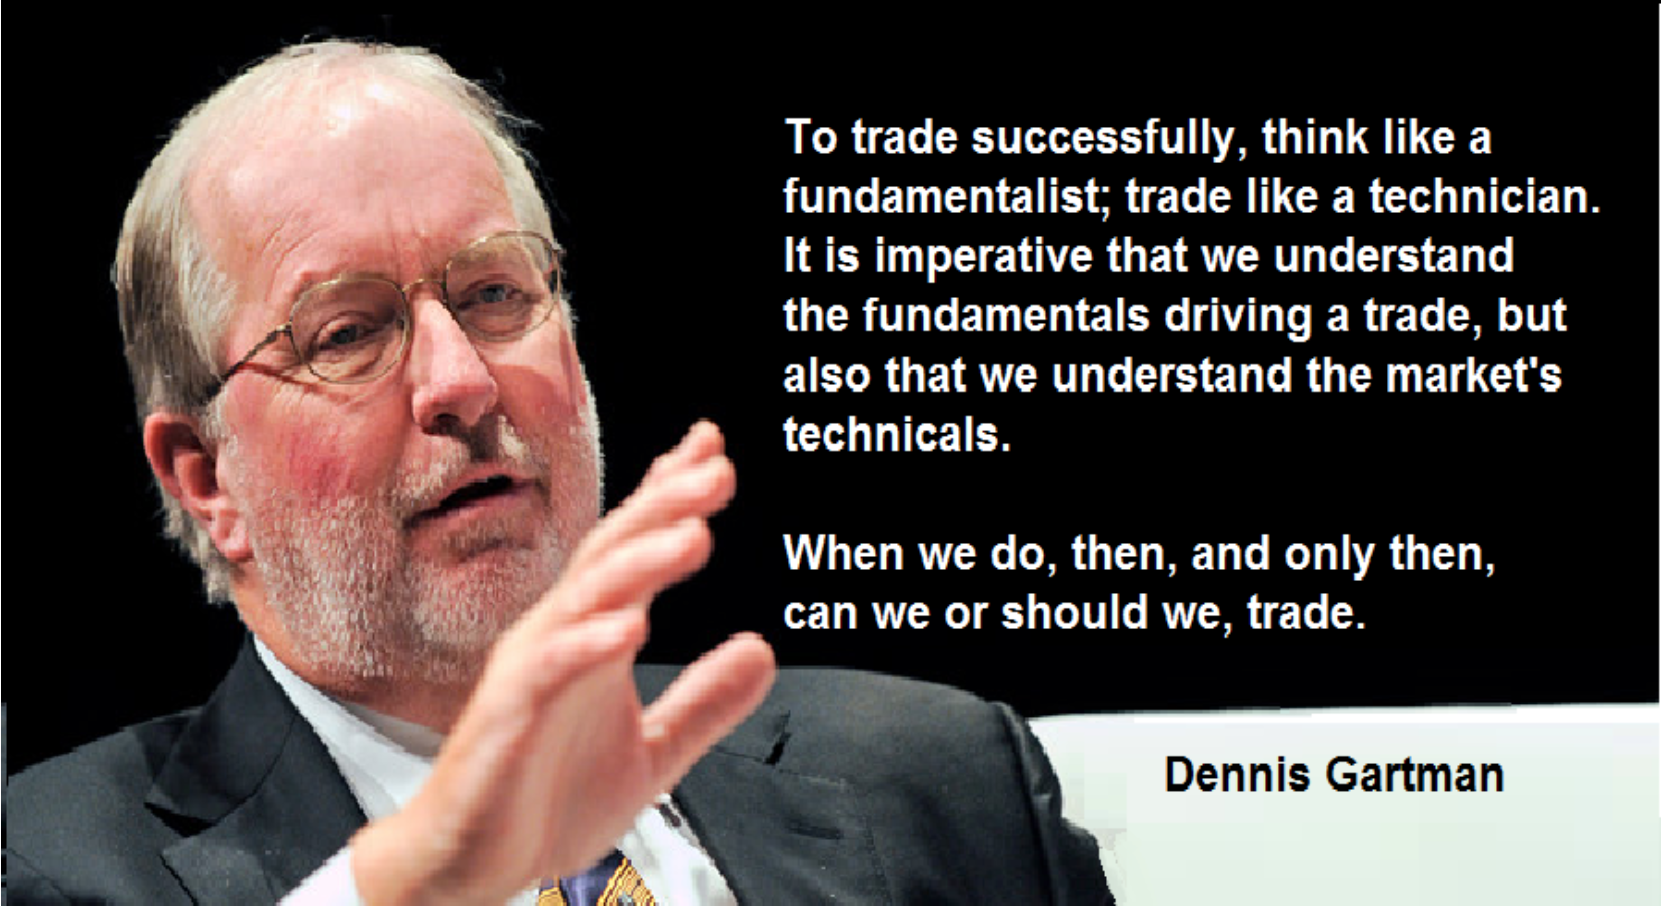 To trade successfully, think like a
fundamentalist; trade like a technician.
It is imperative that we understand
the fundamentals driving a trade, but
also that we understand the market's
technicals.
When we do, then, and only then,
can we or should we, trade.
Dennis Gartman